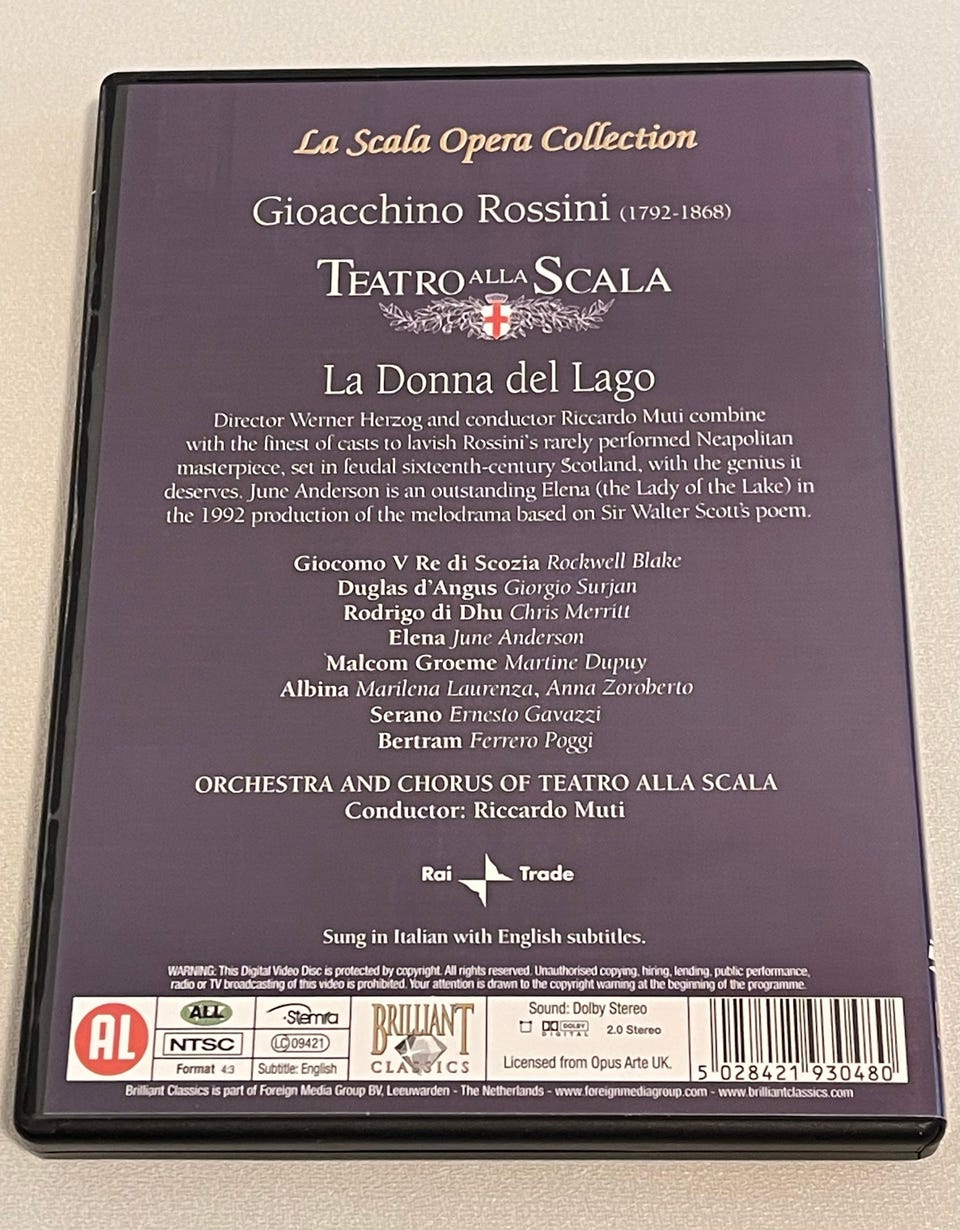 La Scala Opera Collection
Gioacchino Rossini (1792-1868)
TEATRO ALLA SCALA
La Donna del Lago
Director Werner Herzog and conductor Riccardo Muti combine
with the finest of casts to lavish Rossini's rarely performed Neapolitan
masterpiece, set in feudal sixteenth-century Scotland, with the genius it
deserves. June Anderson is an outstanding Elena (the Lady of the Lake) in
the 1992 production of the melodrama based on Sir Walter Scott's poem.
Giocomo V Re di Scozia Rockwell Blake
Duglas d'Angus Giorgio Surjan
Rodrigo di Dhu Chris Merritt
Elena June Anderson
Malcom Groeme Martine Dupuy
Albina Marilena Laurenza, Anna Zoroberto
Serano Ernesto Gavazzi
Bertram Ferrero Poggi
ORCHESTRA AND CHORUS OF TEATRO ALLA SCALA
Conductor: Riccardo Muti
Rai Trade
Sung in Italian with English subtitles.
WARNING: This Digital Video Disc is protected by copyright. All rights reserved. Unauthorised copying, hiring, lending, public performance,
radio or TV broadcasting of this video is prohibited. Your attention is drawn to the copyright warning at the beginning of the programme.
AL
ALL
NTSC
Format 4:3
Stemra
LC 09421
Subtitle: English
BRILLIANT
CLASSICS
Sound: Dolby Stereo
DOLBY
DIGITAL
2.0 Stereo
Licensed from Opus Arte UK.
5 028421 930480
Brilliant Classics is part of Foreign Media Group BV, Leeuwarden - The Netherlands - www.foreignmediagroup.com - www.brilliantclassics.com